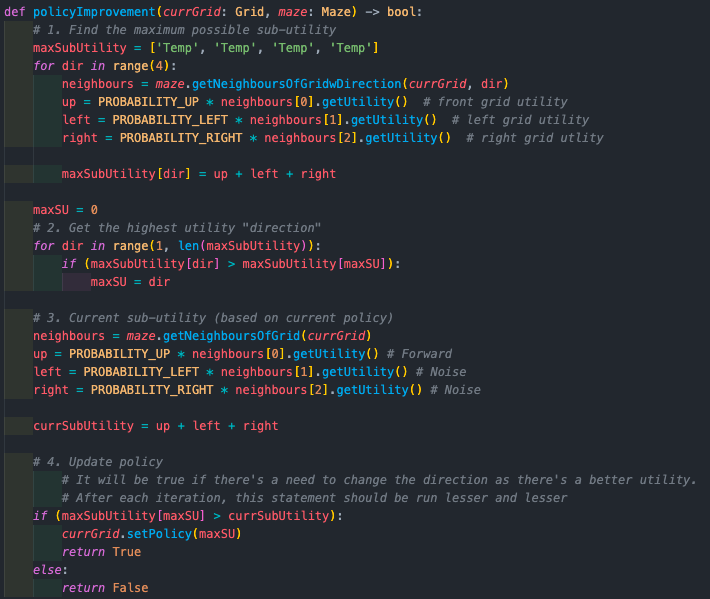 def policyImprovement(currGrid: Grid, maze: Maze) -> bool:
    # 1. Find the maximum possible sub-utility
    maxSubUtility = ['Temp', 'Temp', 'Temp', 'Temp']
    for dir in range(4):
        neighbours = maze.getNeighboursOfGridwDirection(currGrid, dir)
        up = PROBABILITY_UP * neighbours[0].getUtility()  # front grid utility
        left = PROBABILITY_LEFT * neighbours[1].getUtility()  # left grid utility
        right = PROBABILITY_RIGHT * neighbours[2].getUtility()  # right grid utlity

        maxSubUtility[dir] = up + left + right

    maxSU = 0
    # 2. Get the highest utility "direction"
    for dir in range(1, len(maxSubUtility)):
        if (maxSubUtility[dir] > maxSubUtility[maxSU]):
            maxSU = dir

    # 3. Current sub-utility (based on current policy)
    neighbours = maze.getNeighboursOfGrid(currGrid)
    up = PROBABILITY_UP * neighbours[0].getUtility() # Forward
    left = PROBABILITY_LEFT * neighbours[1].getUtility() # Noise
    right = PROBABILITY_RIGHT * neighbours[2].getUtility() # Noise

    currSubUtility = up + left + right

    # 4. Update policy
        # It will be true if there's a need to change the direction as there's a better utility.
        # After each iteration, this statement should be run lesser and lesser
    if (maxSubUtility[maxSU] > currSubUtility):
        currGrid.setPolicy(maxSU)
        return True
    else:
        return False